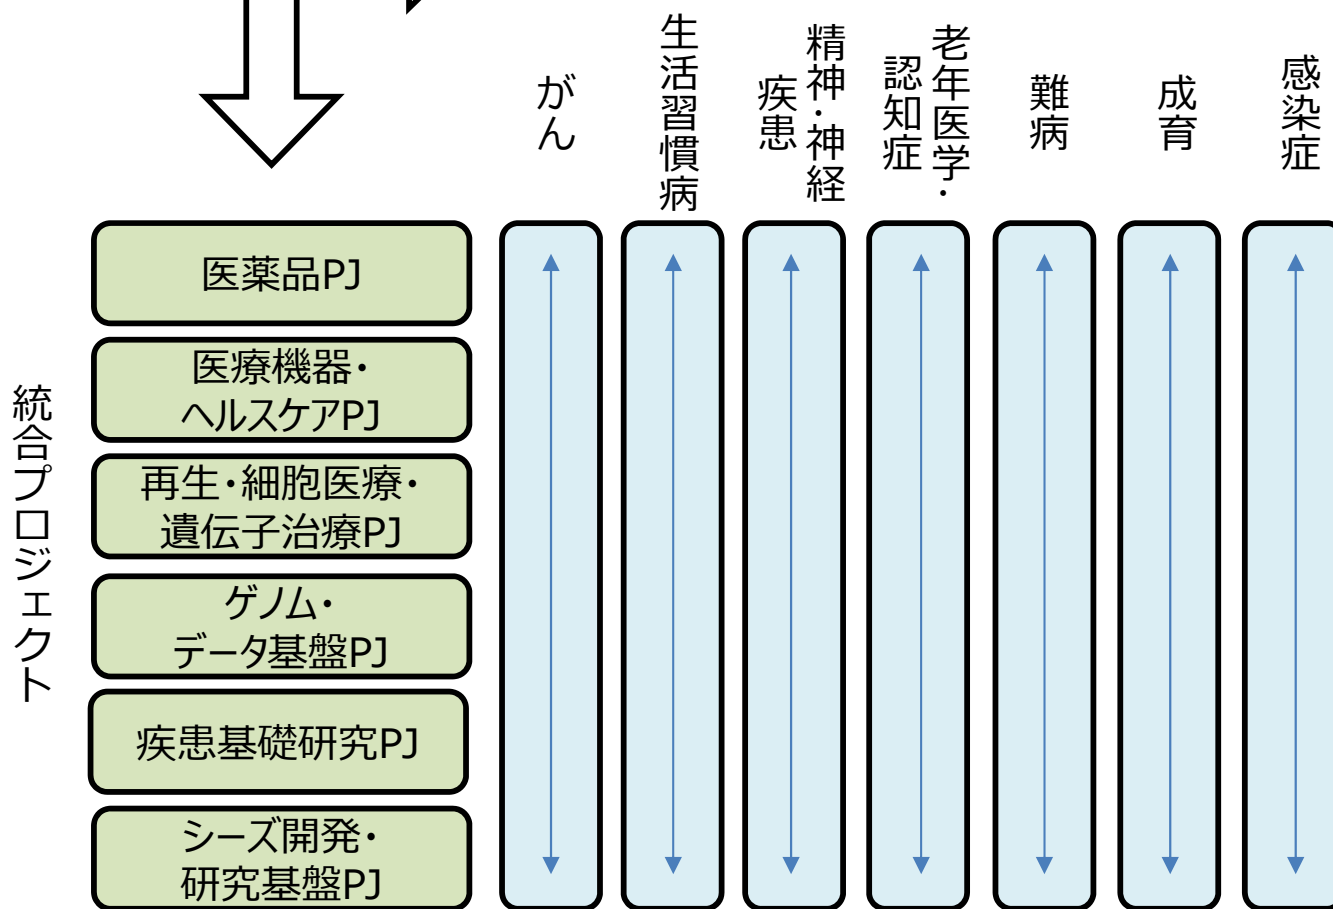 がん
生活習慣病
精神・神経
疾患
老年医学・
認知症
難病
成育
感染症
統合プロジェクト
医薬品PJ
医療機器・
ヘルスケアPJ
再生・細胞医療・
遺伝子治療PJ
ゲノム・
データ基盤PJ
疾患基礎研究PJ
シーズ開発・
研究基盤PJ